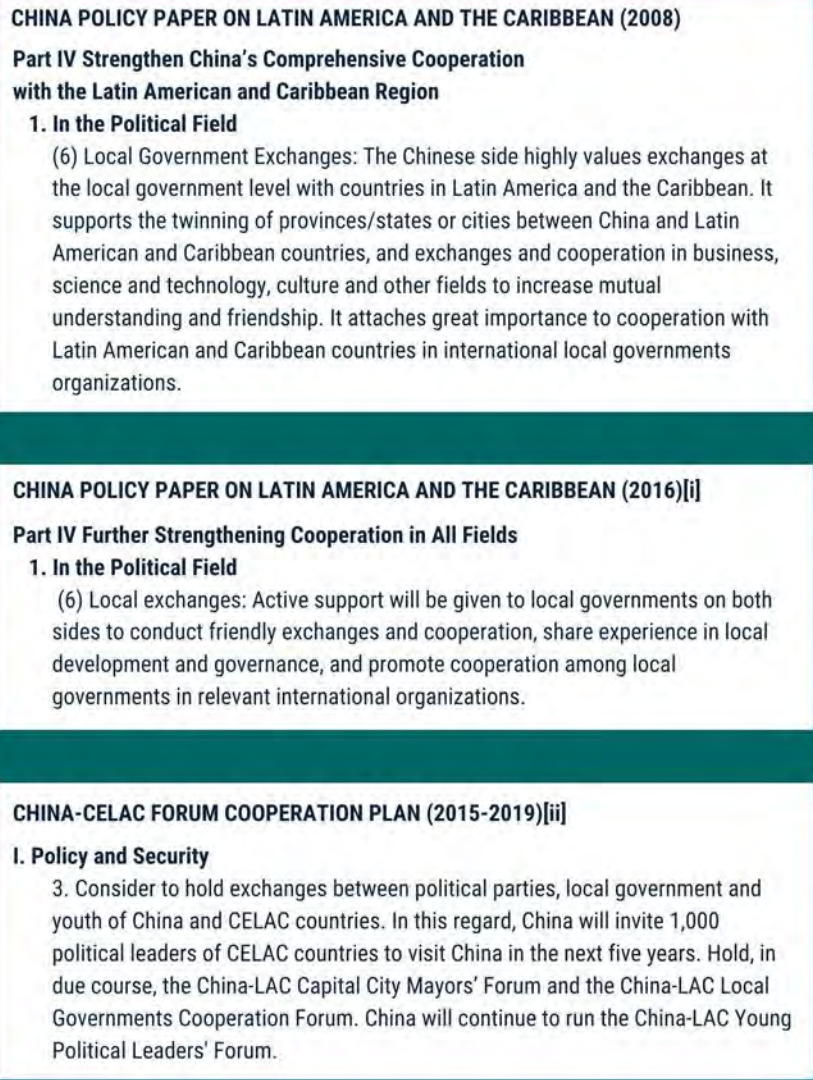 CHINA POLICY PAPER ON LATIN AMERICA AND THE CARIBBEAN (2008)
Part IV Strengthen China's Comprehensive Cooperation
with the Latin American and Caribbean Region
1. In the Political Field
(6) Local Government Exchanges: The Chinese side highly values exchanges at
the local government level with countries in Latin America and the Caribbean. It
supports the twinning of provinces/states or cities between China and Latin
American and Caribbean countries, and exchanges and cooperation in business,
science and technology, culture and other fields to increase mutual
understanding and friendship. It attaches great importance to cooperation with
Latin American and Caribbean countries in international local governments
organizations.
CHINA POLICY PAPER ON LATIN AMERICA AND THE CARIBBEAN (2016)[i]
Part IV Further Strengthening Cooperation in All Fields
1. In the Political Field
(6) Local exchanges: Active support will be given to local governments on both
sides to conduct friendly exchanges and cooperation, share experience in local
development and governance, and promote cooperation among local
governments in relevant international organizations.
CHINA-CELAC FORUM COOPERATION PLAN (2015-2019)[ii]
I. Policy and Security
3. Consider to hold exchanges between political parties, local government and
youth of China and CELAC countries. In this regard, China will invite 1,000
political leaders of CELAC countries to visit China in the next five years. Hold, in
due course, the China-LAC Capital City Mayors' Forum and the China-LAC Local
Governments Cooperation Forum. China will continue to run the China-LAC Young
Political Leaders' Forum.